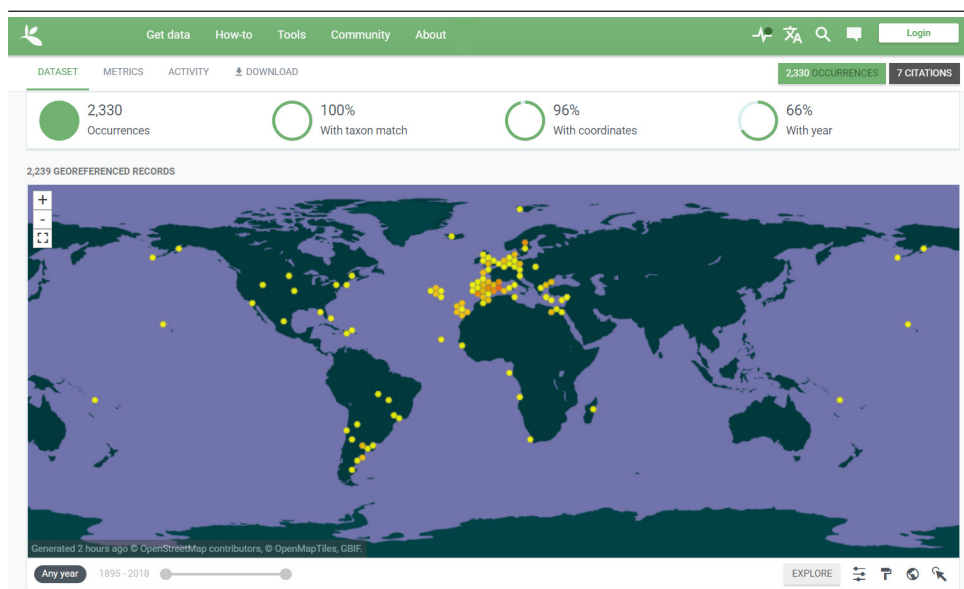 Get data How-to Tools Community About Login
DATASET METRICS ACTIVITY DOWNLOAD 2,330 OCCURRENCES 7 CITATIONS
2,330 100% 96% 66%
Occurrences With taxon match With coordinates With year
2,239 GEOREFERENCED RECORDS
+
-
Generated 2 hours ago © OpenStreetMap contributors, © OpenMapTiles, GBIF.
Any year 1895 - 2018 EXPLORE